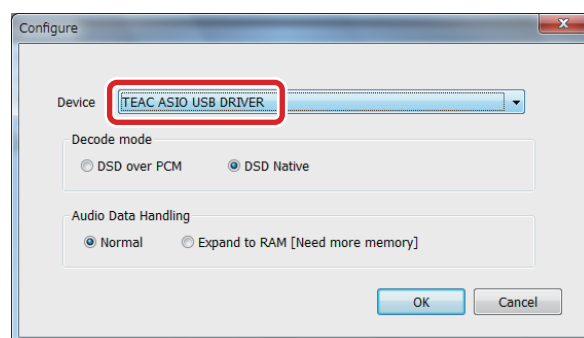 Configure
Device TEAC ASIO USB DRIVER
Decode mode
DSD over PCM DSD Native
Audio Data Handling
Normal Expand to RAM [Need more memory]
OK Cancel